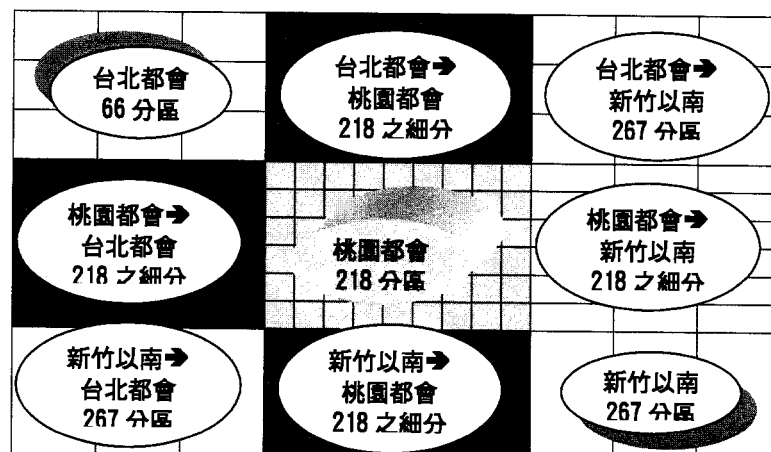 台北都會
66 分區
台北都會➔
桃園都會
218 之細分
台北都會➔
新竹以南
267 分區
桃園都會➔
台北都會
218 之細分
桃園都會
218 分區
桃園都會➔
新竹以南
218 之細分
新竹以南➔
台北都會
267 分區
新竹以南➔
桃園都會
218 之細分
新竹以南
267 分區